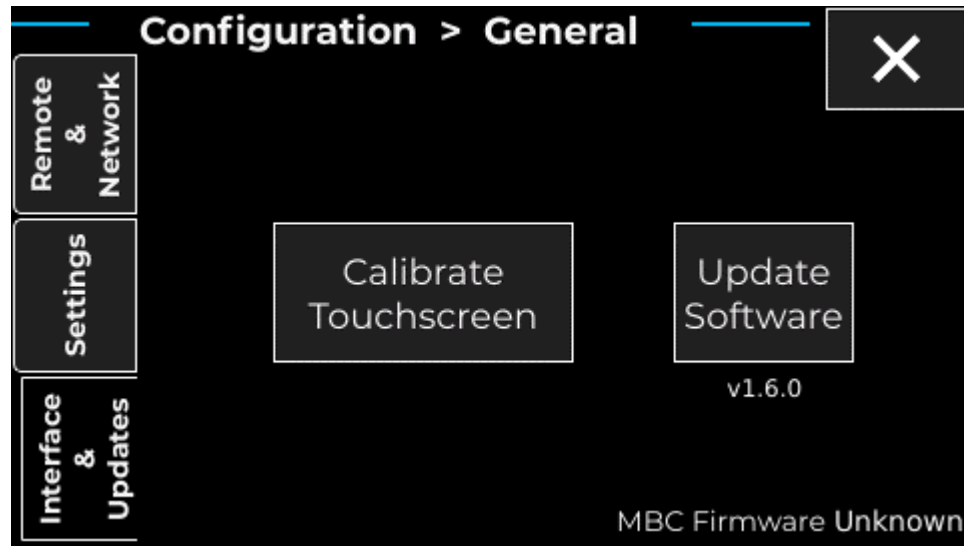 Configuration > General
Remote
&
Network
Settings
Interface
&
Updates
Calibrate
Touchscreen
Update
Software
v1.6.0
MBC Firmware Unknown